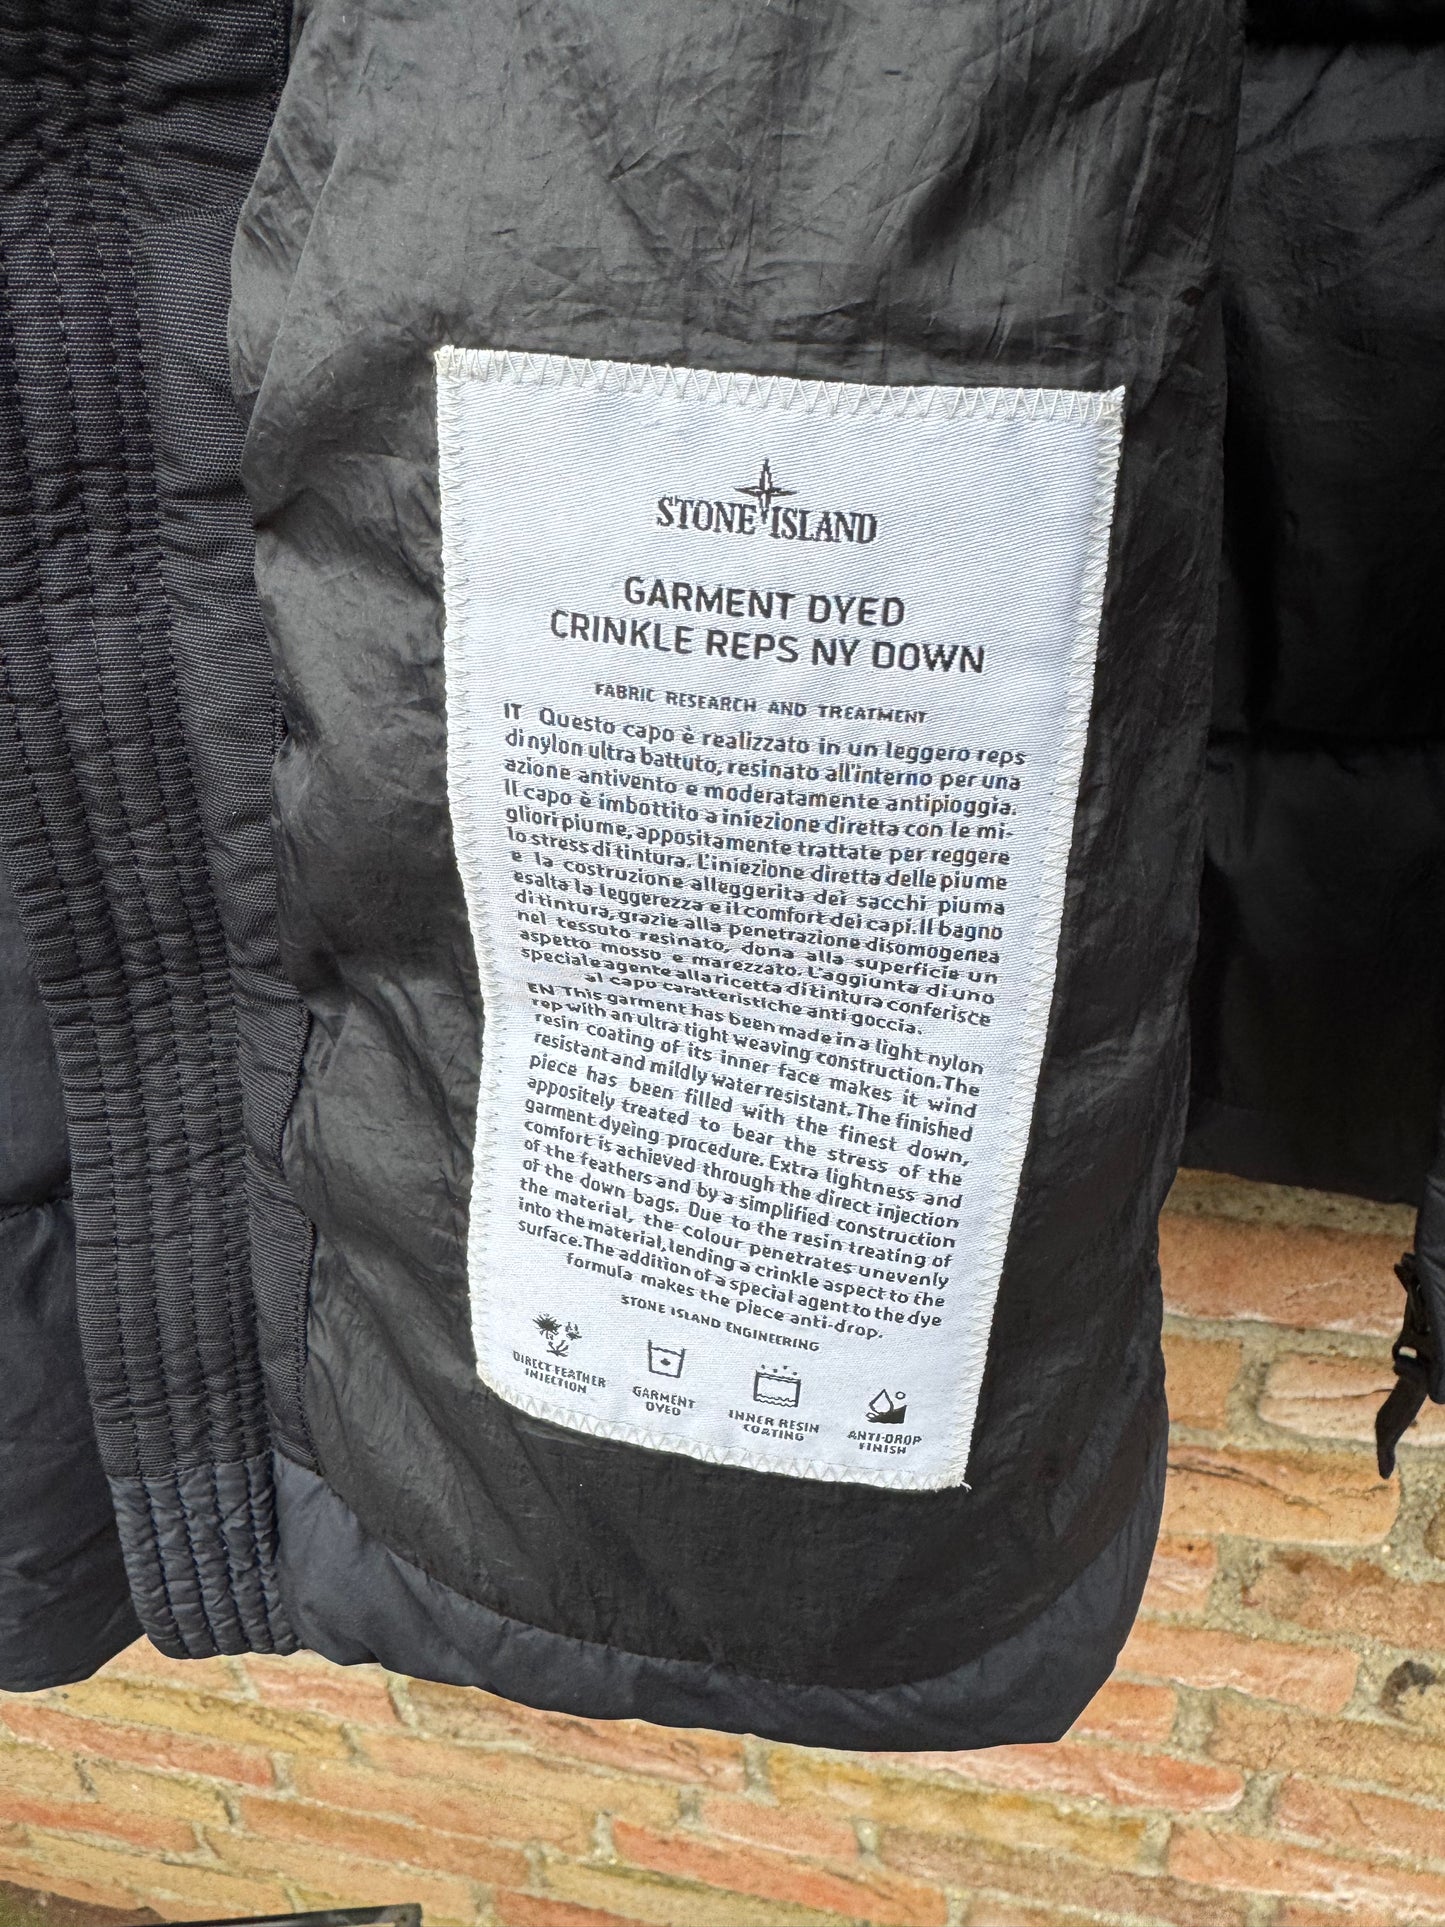 STONE ISLAND
GARMENT DYED
CRINKLE REPS NY DOWN
FABRIC RESEARCH AND TREATMENT
IT Questo capo è realizzato in un leggero reps
di nylon ultra battuto, resinato all'interno per una
azione antivento e moderatamente antipioggia.
Il capo è imbottito a iniezione diretta con le mi-
gliori piume, appositamente trattate per reggere
lo stress di tintura. L'iniezione diretta delle piume
e la costruzione alleggerita dei sacchi piuma
esalta la leggerezza e il comfort dei capi. Il bagno
di tintura, grazie alla penetrazione disomogenea
nel tessuto resinato, dona alla superficie un
aspetto mosso e marezzato. L'aggiunta di uno
speciale agente alla ricetta di tintura conferisce
al capo caratteristiche anti goccia.
EN This garment has been made in a light nylon
rep with an ultra tight weaving construction. The
resin coating of its inner face makes it wind
resistant and mildly water resistant. The finished
piece has been filled with the finest down,
appositely treated to bear the stress of the
garment dyeing procedure. Extra lightness and
comfort is achieved through the direct injection
of the feathers and by a simplified construction
of the down bags. Due to the resin treating of
the material, the colour penetrates unevenly
into the material, lending a crinkle aspect to the
surface. The addition of a special agent to the dye
formula makes the piece anti-drop.
STONE ISLAND ENGINEERING
DIRECT FEATHER
INJECTION
GARMENT
DYED
INNER RESIN
COATING
ANTI-DROP
FINISH